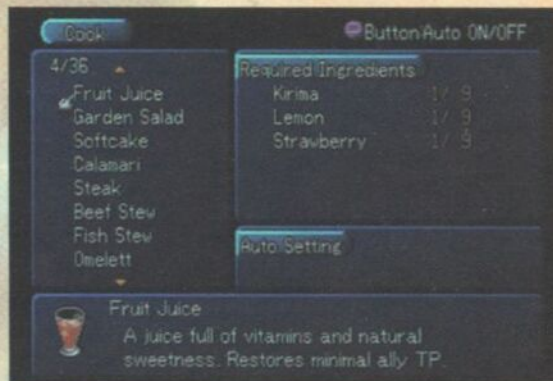 Cook
Button:Auto ON/OFF
4/36
Fruit Juice
Garden Salad
Softcake
Calamari
Steak
Beef Stew
Fish Stew
Omelett
Required Ingredients
Kirima 1/ 9
Lemon 1/ 9
Strawberry 1/ 9
Auto Setting
Fruit Juice
A juice full of vitamins and natural
sweetness. Restores minimal ally TP.